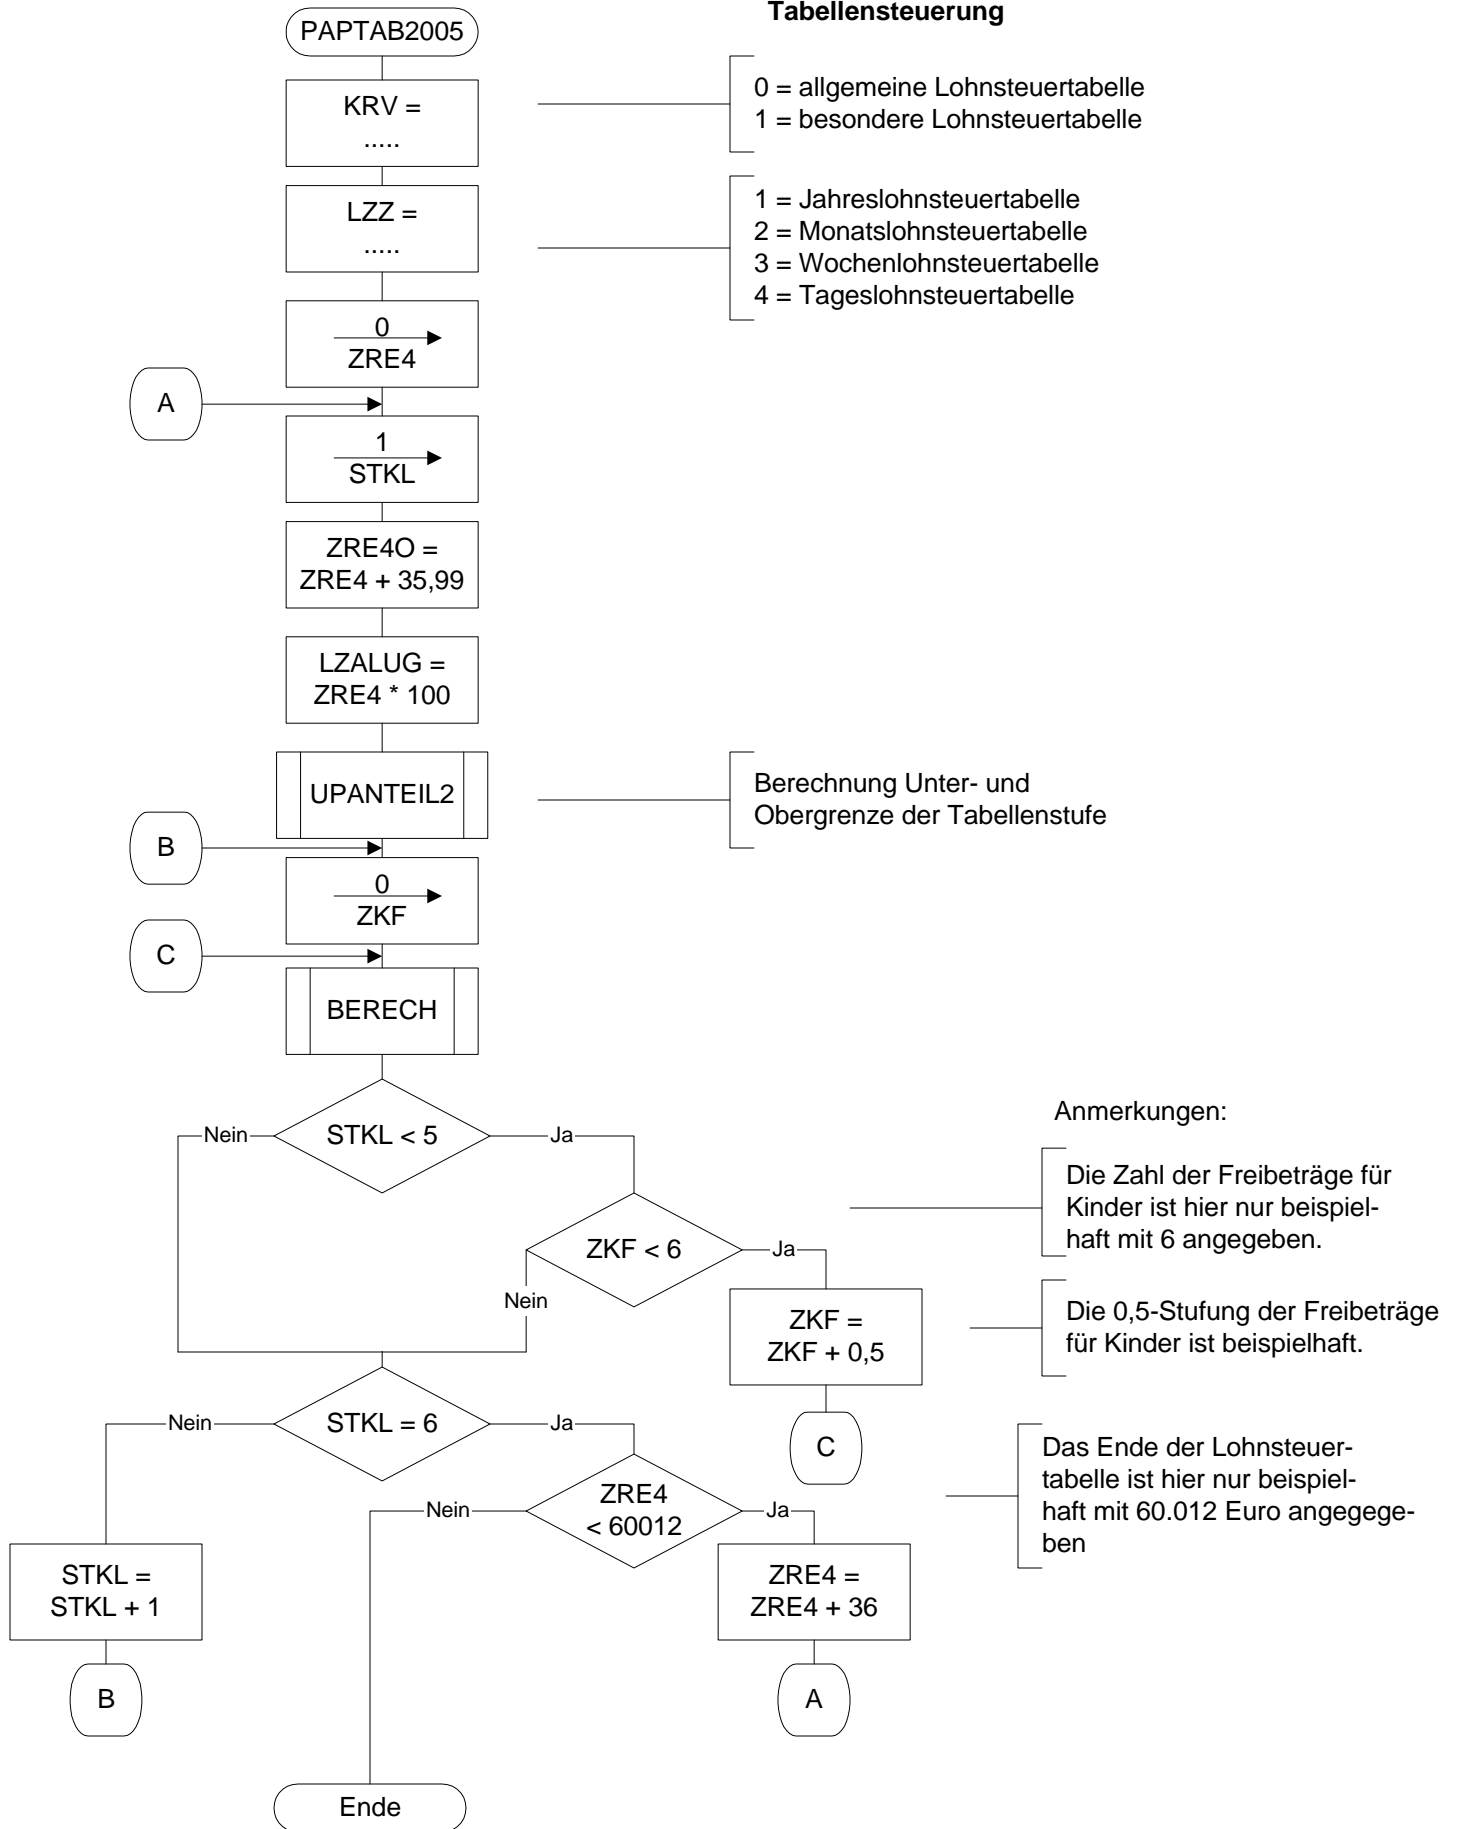 Tabellensteuerung
PAPTAB2005
KRV =
.....
0 = allgemeine Lohnsteuertabelle
1 = besondere Lohnsteuertabelle
LZZ =
.....
1 = Jahreslohnsteuertabelle
2 = Monatslohnsteuertabelle
3 = Wochenlohnsteuertabelle
4 = Tageslohnsteuertabelle
0
ZRE4
A
1
STKL
ZRE4O =
ZRE4 + 35,99
LZALUG =
ZRE4 * 100
UPANTEIL2
Berechnung Unter- und
Obergrenze der Tabellenstufe
B
0
ZKF
C
BERECH
Nein
STKL < 5
Ja
Anmerkungen:
Die Zahl der Freibeträge für
Kinder ist hier nur beispiel-
haft mit 6 angegeben.
ZKF < 6
Ja
Nein
ZKF =
ZKF + 0,5
Die 0,5-Stufung der Freibeträge
für Kinder ist beispielhaft.
C
Nein
STKL = 6
Ja
Das Ende der Lohnsteuer-
tabelle ist hier nur beispiel-
haft mit 60.012 Euro angegege-
ben
Nein
ZRE4
< 60012
Ja
STKL =
STKL + 1
ZRE4 =
ZRE4 + 36
B
A
Ende